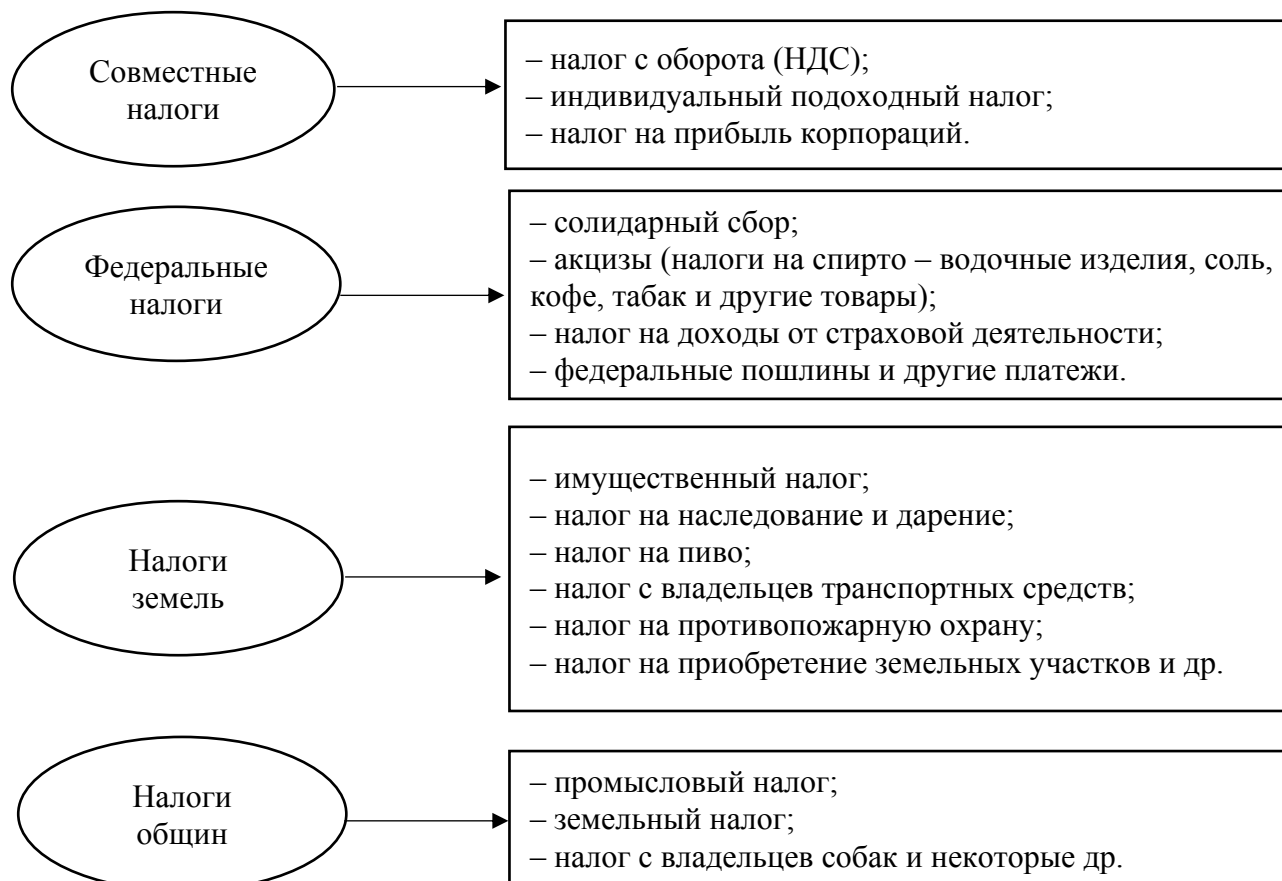 Совместные
налоги
– налог с оборота (НДС);
– индивидуальный подоходный налог;
– налог на прибыль корпораций.
Федеральные
налоги
– солидарный сбор;
– акцизы (налоги на спирто – водочные изделия, соль,
кофе, табак и другие товары);
– налог на доходы от страховой деятельности;
– федеральные пошлины и другие платежи.
Налоги
земель
– имущественный налог;
– налог на наследование и дарение;
– налог на пиво;
– налог с владельцев транспортных средств;
– налог на противопожарную охрану;
– налог на приобретение земельных участков и др.
Налоги
общин
– промысловый налог;
– земельный налог;
– налог с владельцев собак и некоторые др.